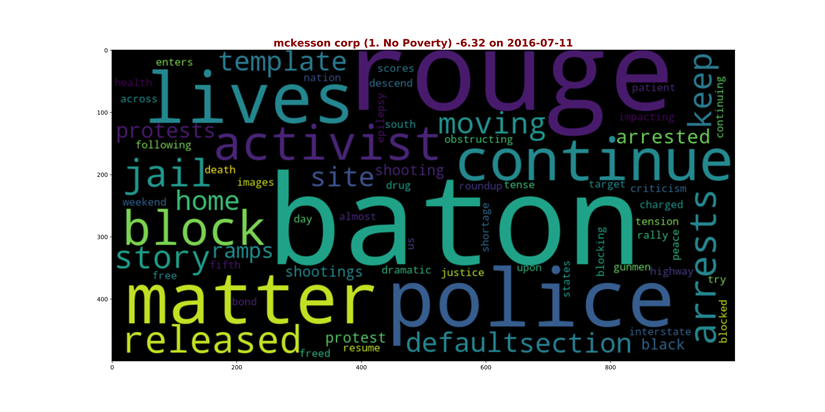 mckesson corp (1. No Poverty) -6.32 on 2016-07-11
0
100
200
300
400
0
200
400
600
800
enters
template
scores
rouge
health
nation
descend
patient
keep
continuing
across
lives
epilepsy
impacting
protests
activist
south
moving
obstructing
arrested
following
continue
jail
death
images
site
shooting
drug
roundup
tense
target
criticism
weekend
home
baton
charged
block
day
almost
shortage
tension
arrests
rally
peace
story
ramps
us
blocking
free
fifth
shootings
dramatic
justice
upon
states
gunmen
highway
try
matter
bond
police
blocked
released
protest
interstate
freed
resume
defaultsection
black